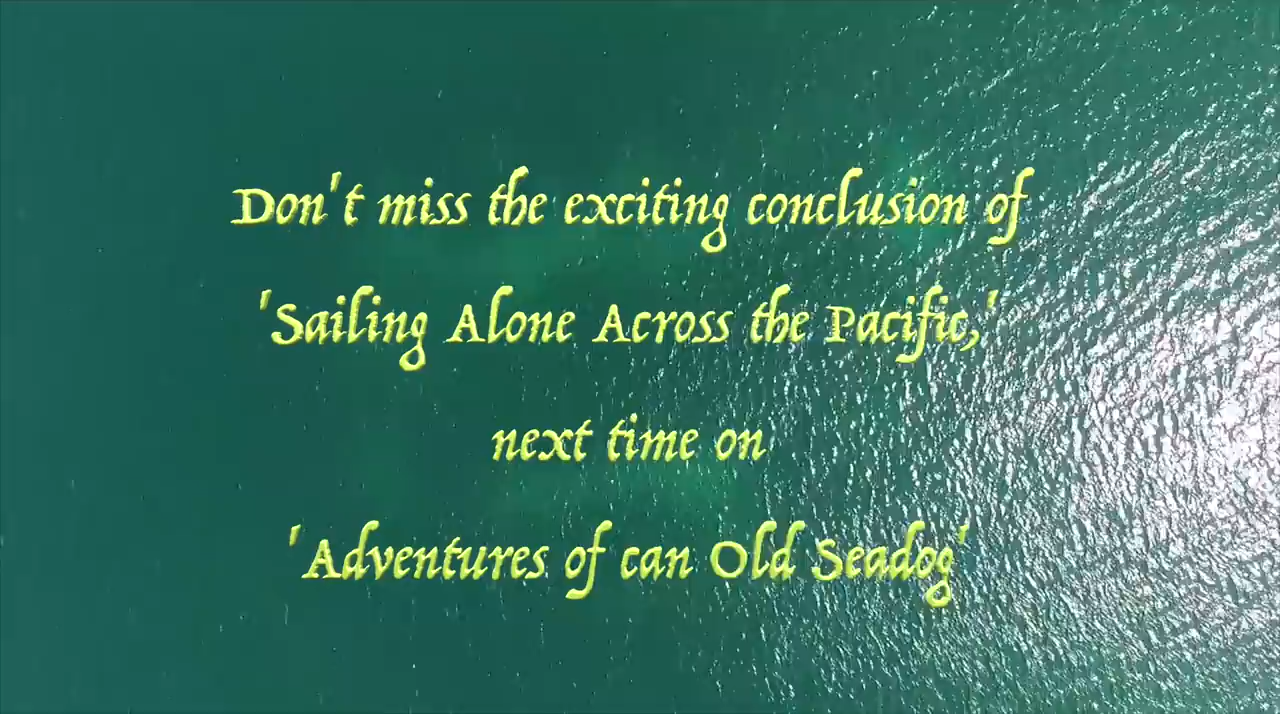 Don't miss the exciting conclusion of
'Sailing Alone Across the Pacific,'
next time on
'Adventures of can Old Seadog'